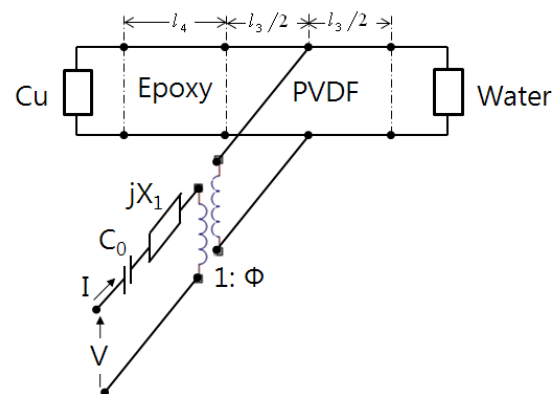 l₄ l₃/2 l₃/2
Cu Epoxy PVDF Water
jX₁
C₀
I
1: Φ
V